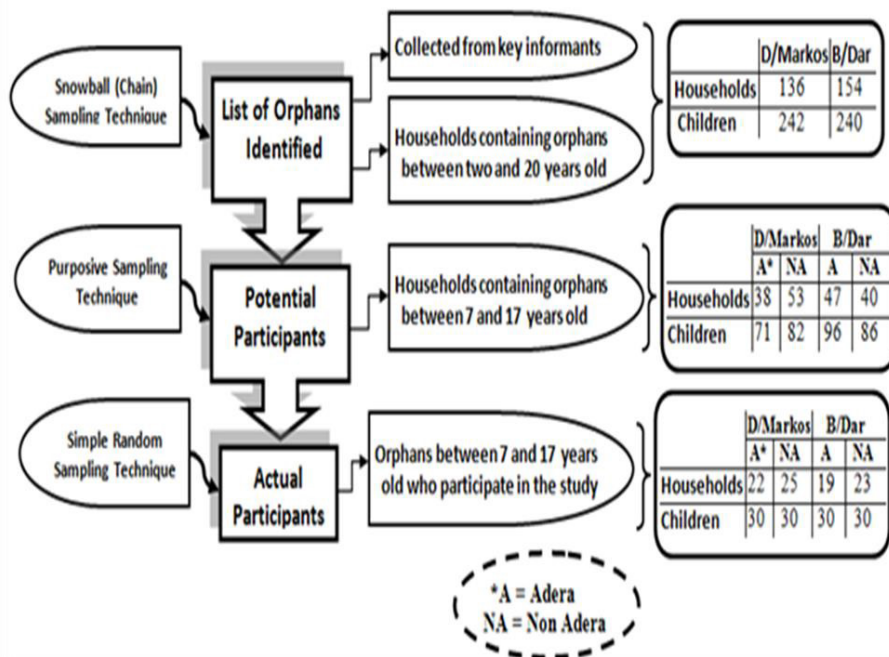 Snowball (Chain)
Sampling Technique
List of Orphans
Identified
Collected from key informants
Households containing orphans
between two and 20 years old
D/Markos B/Dar
Households 136 154
Children 242 240
Purposive Sampling
Technique
Potential
Participants
Households containing orphans
between 7 and 17 years old
D/Markos B/Dar
A* NA A NA
Households 38 53 47 40
Children 71 82 96 86
Simple Random
Sampling Technique
Actual
Participants
Orphans between 7 and 17 years
old who participate in the study
D/Markos B/Dar
A* NA A NA
Households 22 25 19 23
Children 30 30 30 30
*A = Adera
NA = Non Adera